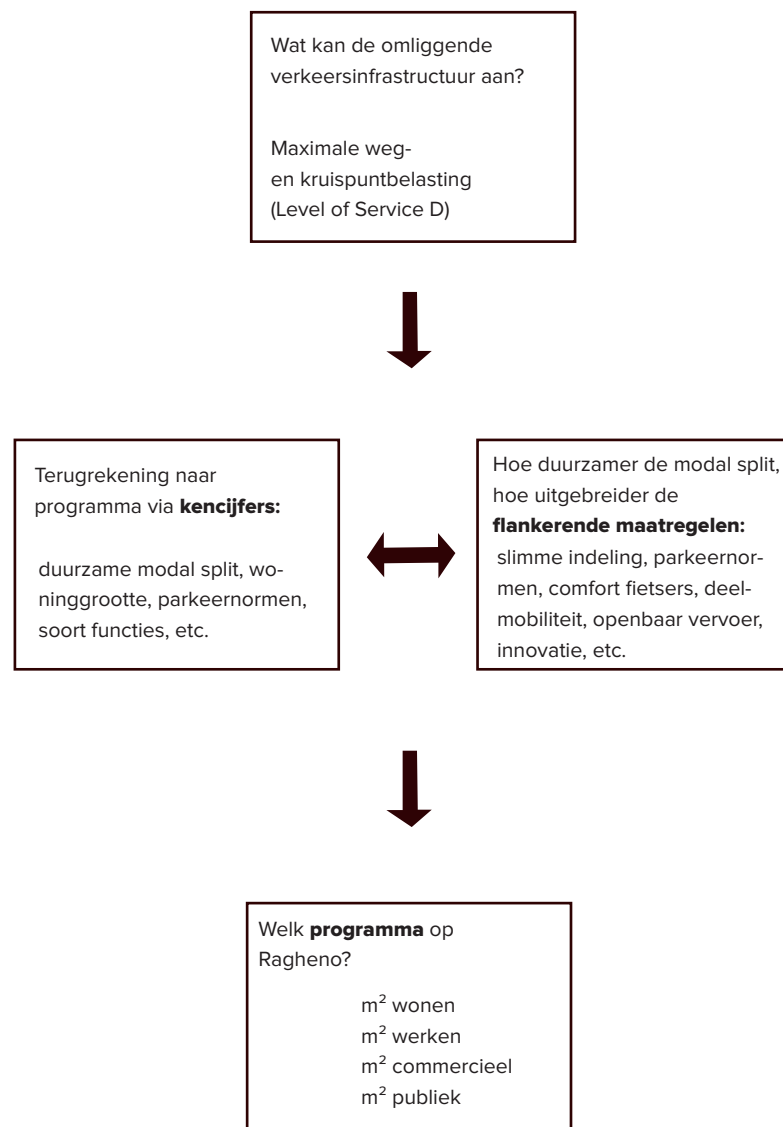 Wat kan de omliggende
verkeersinfrastructuur aan?
Maximale weg-
en kruispuntbelasting
(Level of Service D)
Terugrekening naar
programma via kencijfers:
duurzame modal split, wo-
ninggrootte, parkeernormen,
soort functies, etc.
Hoe duurzamer de modal split,
hoe uitgebreider de
flankerende maatregelen:
slimme indeling, parkeernor-
men, comfort fietsers, deel-
mobiliteit, openbaar vervoer,
innovatie, etc.
Welk programma op
Ragheno?
m² wonen
m² werken
m² commercieel
m² publiek